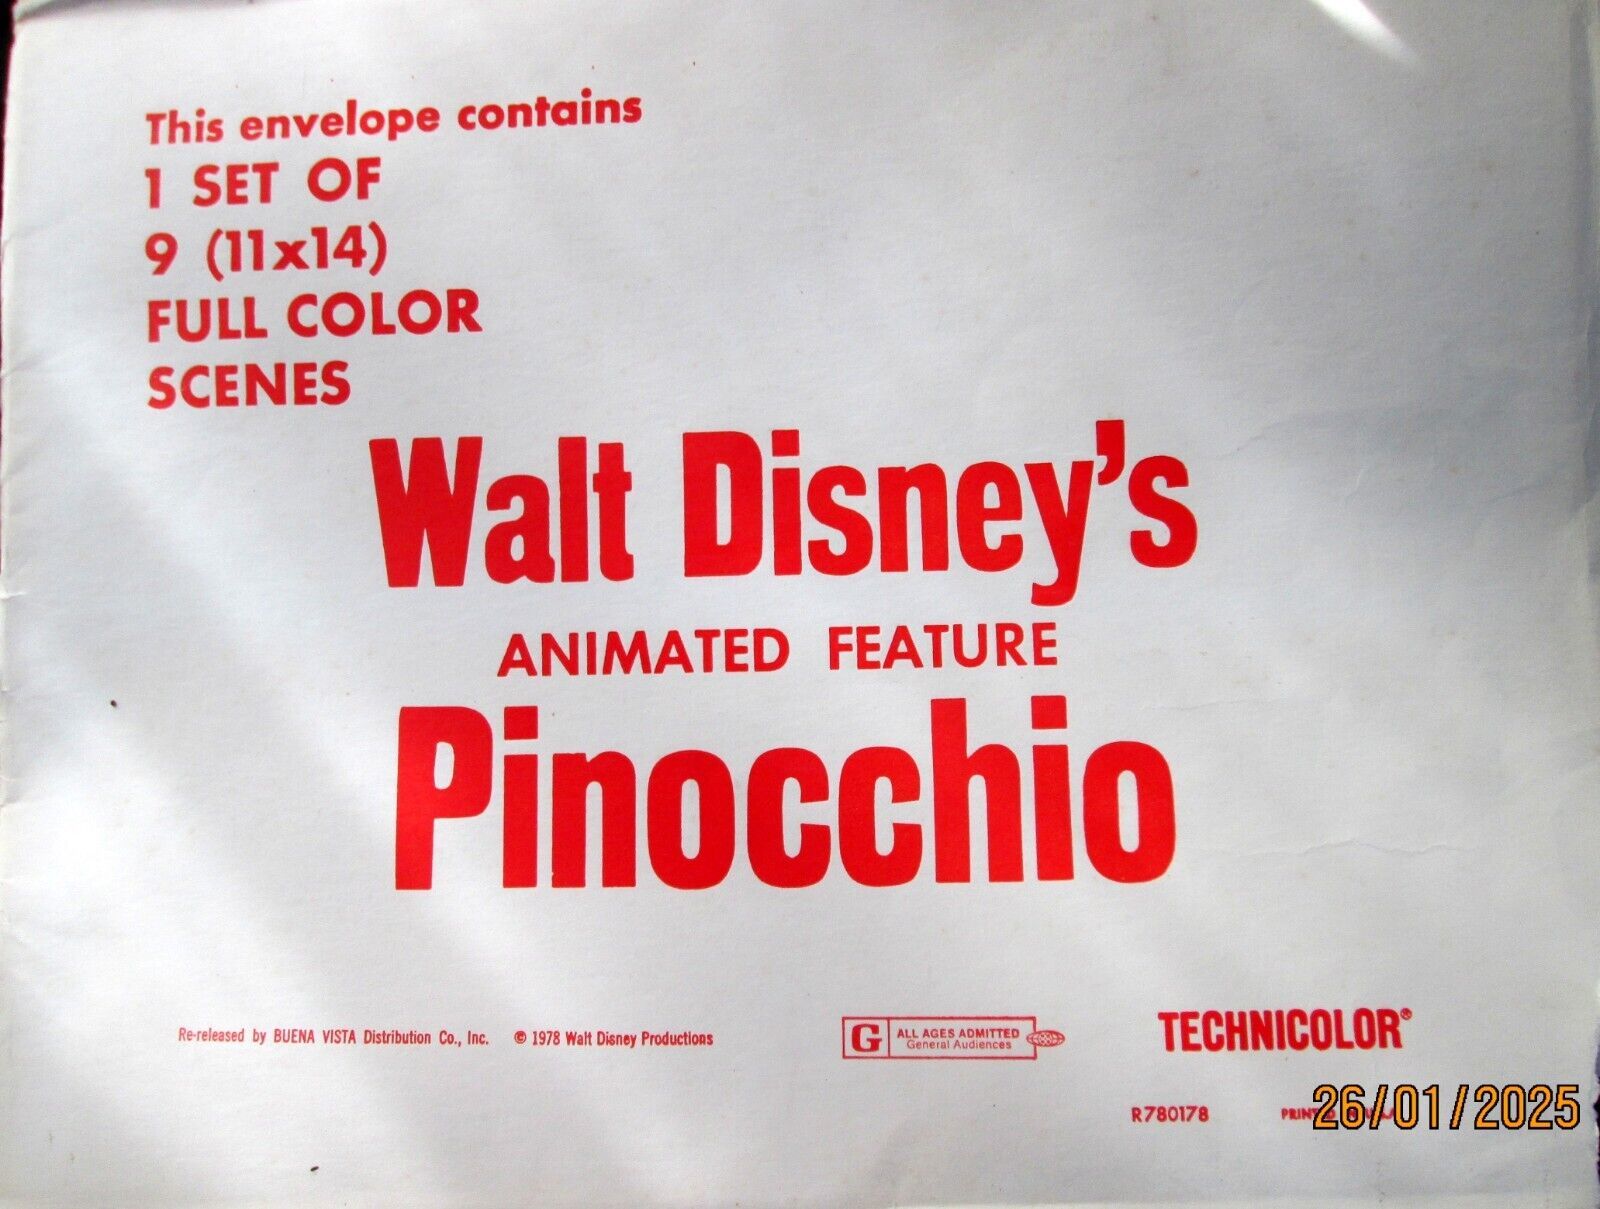 This envelope contains
1 SET OF
9 (11x14)
FULL COLOR
SCENES
Walt Disney's
ANIMATED FEATURE
Pinocchio
Re-released by BUENA VISTA Distribution Co., Inc. © 1978 Walt Disney Productions
G ALL AGES ADMITTED
General Audiences
TECHNICOLOR®
R780178
26/01/2025